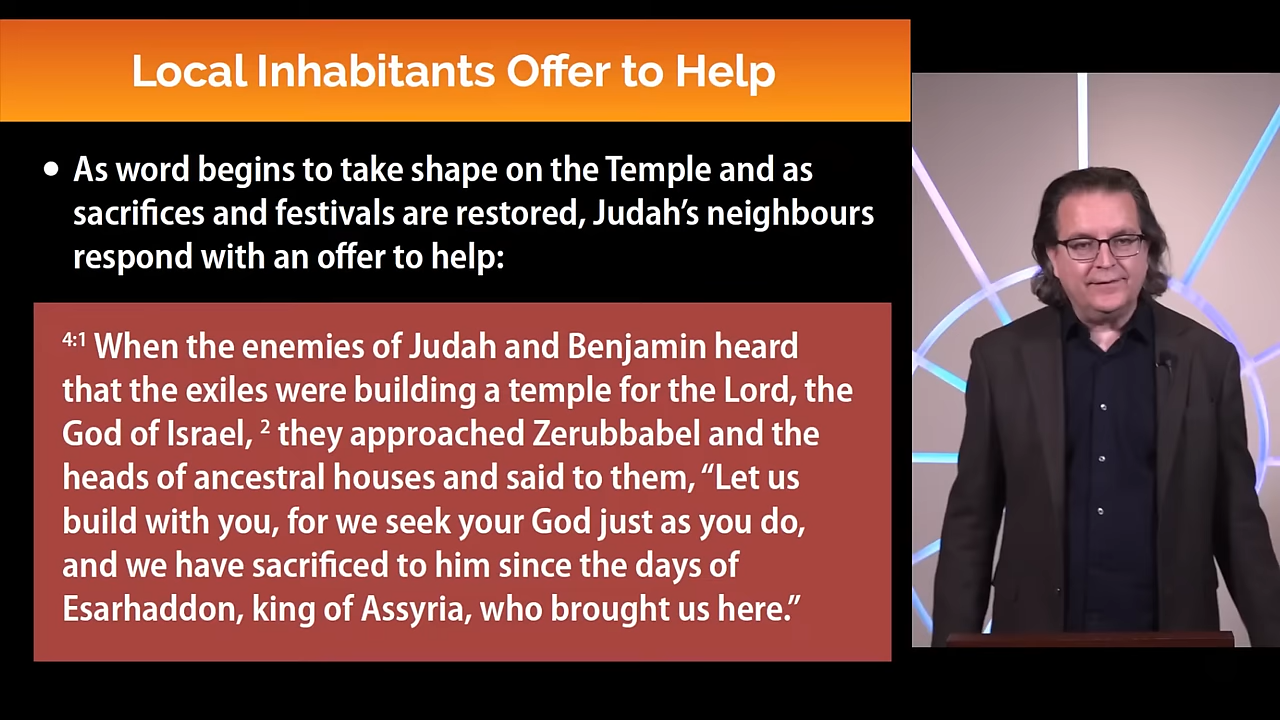 Local Inhabitants Offer to Help
• As word begins to take shape on the Temple and as
sacrifices and festivals are restored, Judah’s neighbours
respond with an offer to help:
4:1 When the enemies of Judah and Benjamin heard
that the exiles were building a temple for the Lord, the
God of Israel, 2 they approached Zerubbabel and the
heads of ancestral houses and said to them, “Let us
build with you, for we seek your God just as you do,
and we have sacrificed to him since the days of
Esarhaddon, king of Assyria, who brought us here.”